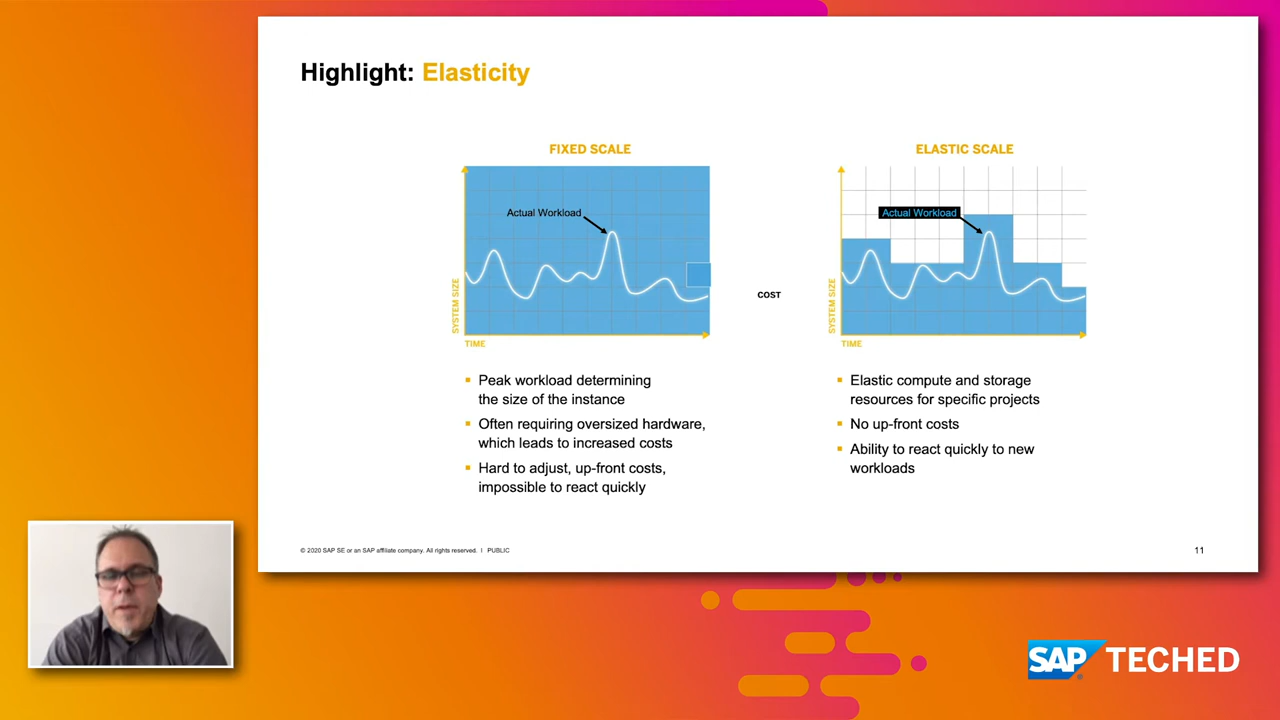 Highlight: Elasticity
FIXED SCALE
Actual Workload
SYSTEM SIZE
TIME
COST
ELASTIC SCALE
Actual Workload
SYSTEM SIZE
TIME
Peak workload determining
the size of the instance
Often requiring oversized hardware,
which leads to increased costs
Hard to adjust, up-front costs,
impossible to react quickly
Elastic compute and storage
resources for specific projects
No up-front costs
Ability to react quickly to new
workloads
© 2020 SAP SE or an SAP affiliate company. All rights reserved. I PUBLIC
11
SAP TECHED